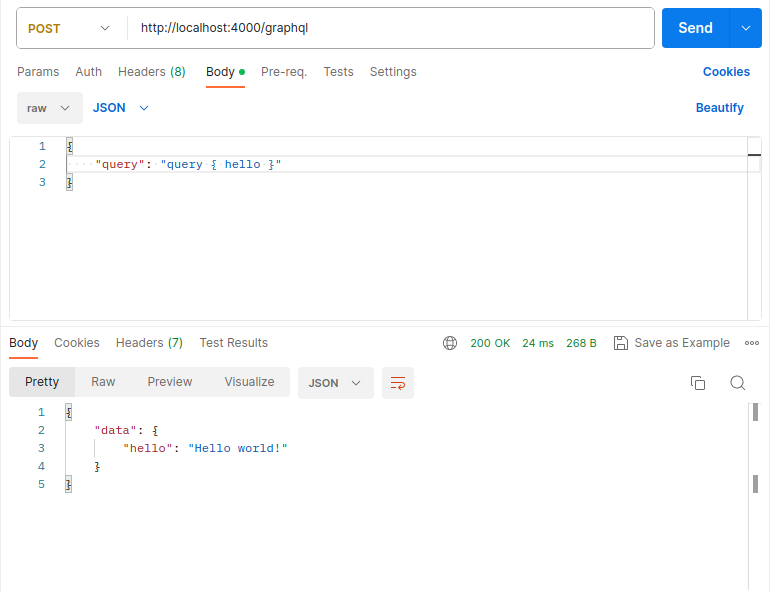 POST http://localhost:4000/graphql Send
Params Auth Headers (8) Body Pre-req. Tests Settings Cookies
raw JSON Beautify
1 {
2 "query": "query { hello }"
3 }
Body Cookies Headers (7) Test Results 200 OK 24 ms 268 B Save as Example
Pretty Raw Preview Visualize JSON
1 {
2 "data": {
3 "hello": "Hello world!"
4 }
5 }